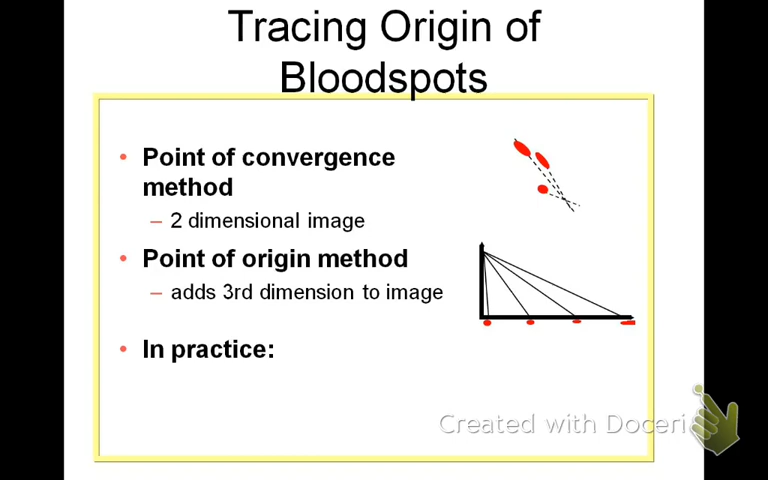 Tracing Origin of
Bloodspots
• Point of convergence
method
– 2 dimensional image
• Point of origin method
– adds 3rd dimension to image
• In practice:
Created with Doceri